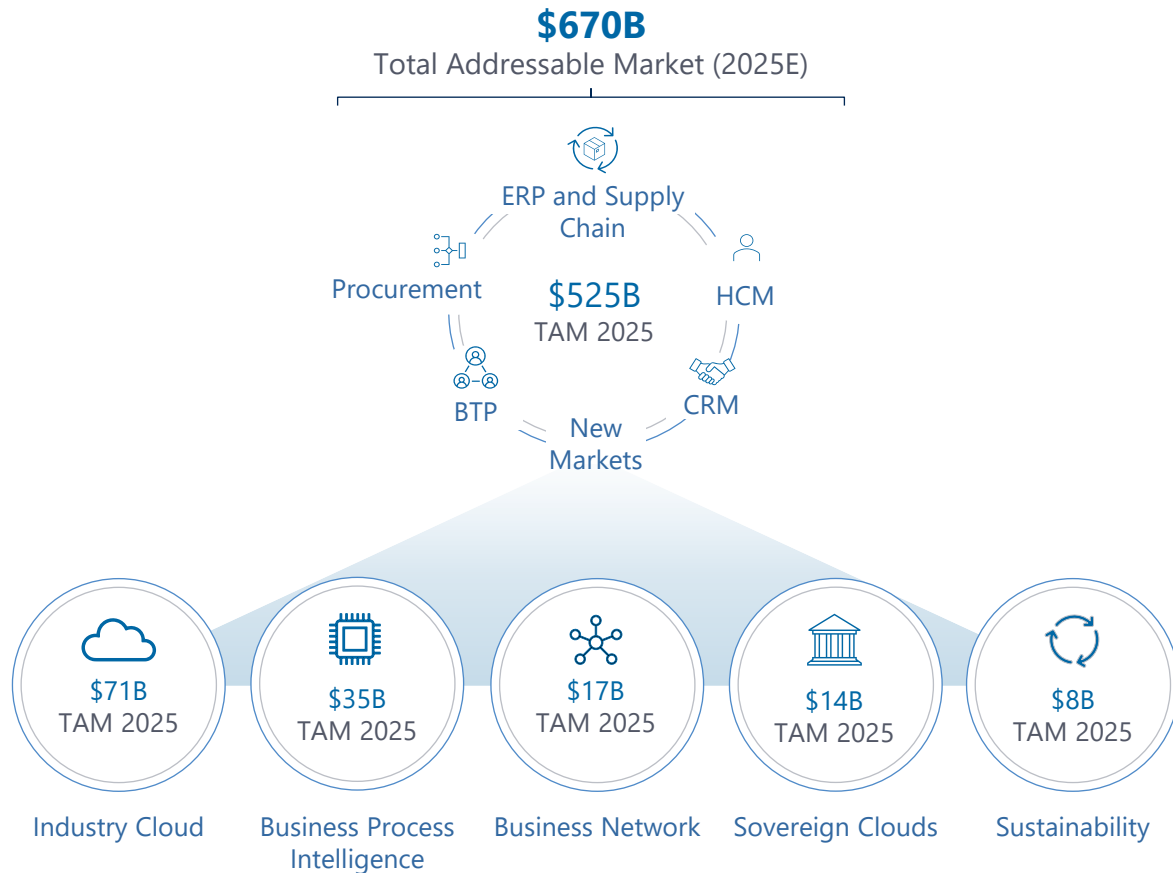 $670B
Total Addressable Market (2025E)
ERP and Supply
Chain
Procurement
$525B
TAM 2025
HCM
BTP
CRM
New
Markets
$71B
TAM 2025
$35B
TAM 2025
$17B
TAM 2025
$14B
TAM 2025
$8B
TAM 2025
Industry Cloud
Business Process
Intelligence
Business Network
Sovereign Clouds
Sustainability